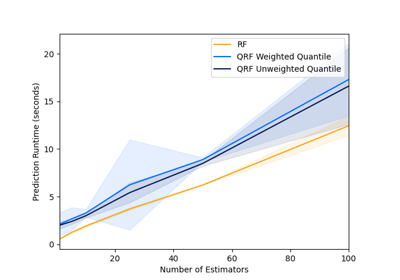 RF
QRF Weighted Quantile
QRF Unweighted Quantile
Prediction Runtime (seconds)
20
15
10
5
0
20 40 60 80 100
Number of Estimators